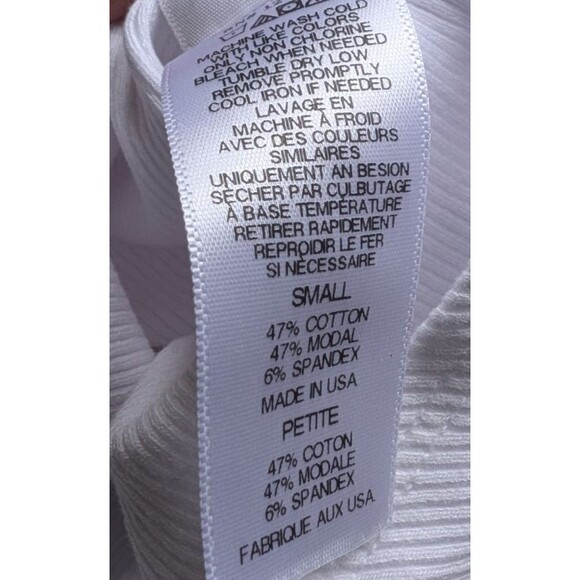 MACHINE WASH COLD
WITH LIKE COLORS
ONLY NON CHLORINE
BLEACH WHEN NEEDED
TUMBLE DRY LOW
REMOVE PROMPTLY
COOL IRON IF NEEDED
LAVAGE EN
MACHINE À FROID
AVEC DES COULEURS
SIMILAIRES
UNIQUEMENT AN BESION
SÉCHER PAR CULBUTAGE
À BASE TEMPÉRATURE
RETIRER RAPIDEMENT
REPROIDIR LE FER
SI NÉCESSAIRE
SMALL
47% COTTON
47% MODAL
6% SPANDEX
MADE IN USA
PETITE
47% COTON
47% MODALE
6% SPANDEX
FABRIQUE AUX USA